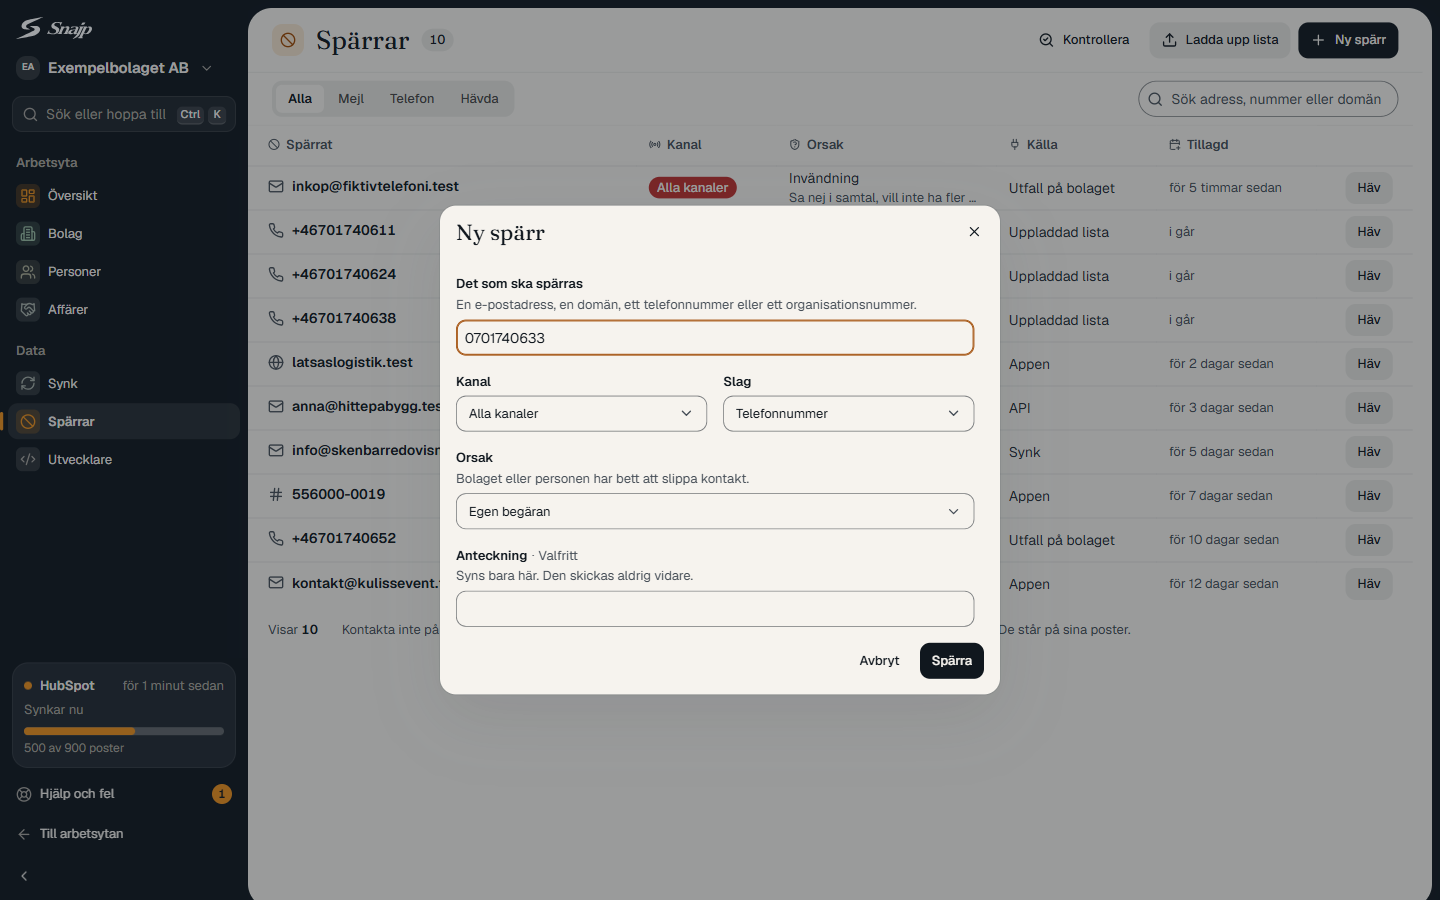 Snajp
EA Exempelbolaget AB
Sök eller hoppa till Ctrl K
Arbetsyta
Översikt
Bolag
Personer
Affärer
Data
Synk
Spärrar
Utvecklare
HubSpot för 1 minut sedan
Synkar nu
500 av 900 poster
Hjälp och fel 1
Till arbetsytan
Spärrar 10
Kontrollera
Ladda upp lista
Ny spärr
Alla Mejl Telefon Hävda
Sök adress, nummer eller domän
Spärrat Kanal Orsak Källa Tillagd
inkop@fiktivtelefoni.test Alla kanaler Invändning Utfall på bolaget för 5 timmar sedan Häv
Sa nej i samtal, vill inte ha fler ...
+46701740611 Uppladdad lista i går Häv
+46701740624 Uppladdad lista i går Häv
+46701740638 Uppladdad lista i går Häv
latsaslogistik.test Appen för 2 dagar sedan Häv
anna@hittepabygg.tes API för 3 dagar sedan Häv
info@skenbarredovisn Synk för 5 dagar sedan Häv
556000-0019 Appen för 7 dagar sedan Häv
+46701740652 Utfall på bolaget för 10 dagar sedan Häv
kontakt@kulissevent. Appen för 12 dagar sedan Häv
Visar 10 Kontakta inte på De står på sina poster.
Ny spärr
Det som ska spärras
En e-postadress, en domän, ett telefonnummer eller ett organisationsnummer.
0701740633
Kanal Slag
Alla kanaler Telefonnummer
Orsak
Bolaget eller personen har bett att slippa kontakt.
Egen begäran
Anteckning · Valfritt
Syns bara här. Den skickas aldrig vidare.
Avbryt Spärra